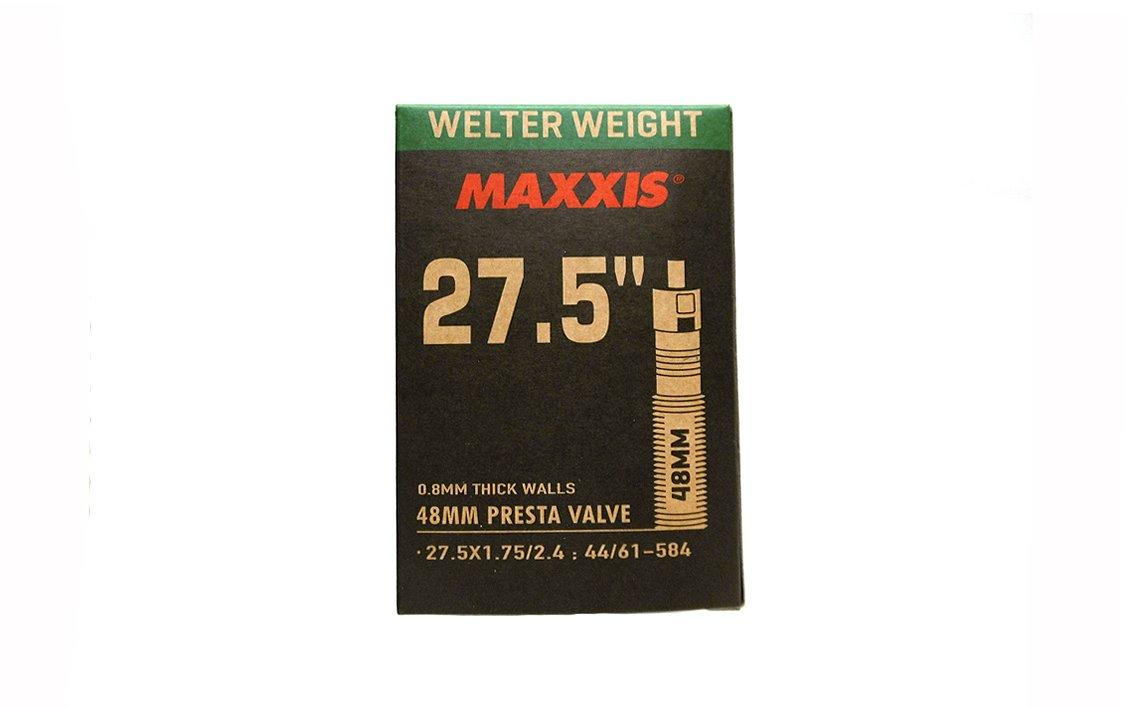 WELTER WEIGHT
MAXXIS®
27.5"
48MM
0.8MM THICK WALLS
48MM PRESTA VALVE
·27.5X1.75/2.4 ; 44/61-584